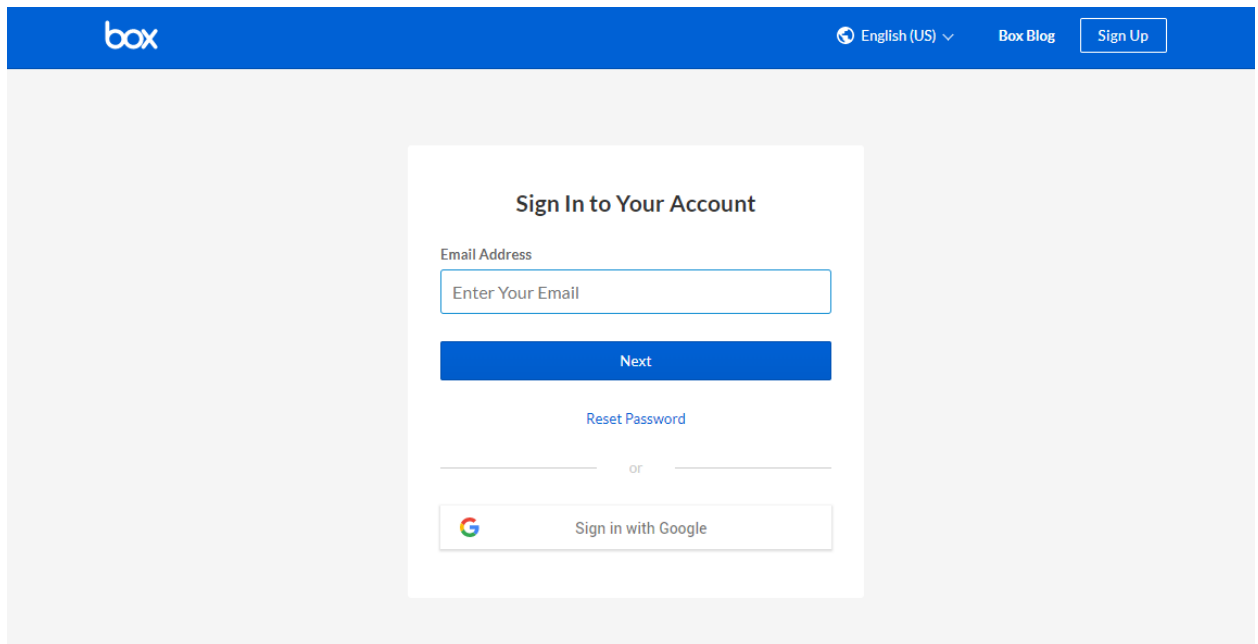 box
English (US)
Box Blog
Sign Up
Sign In to Your Account
Email Address
Enter Your Email
Next
Reset Password
or
Sign in with Google